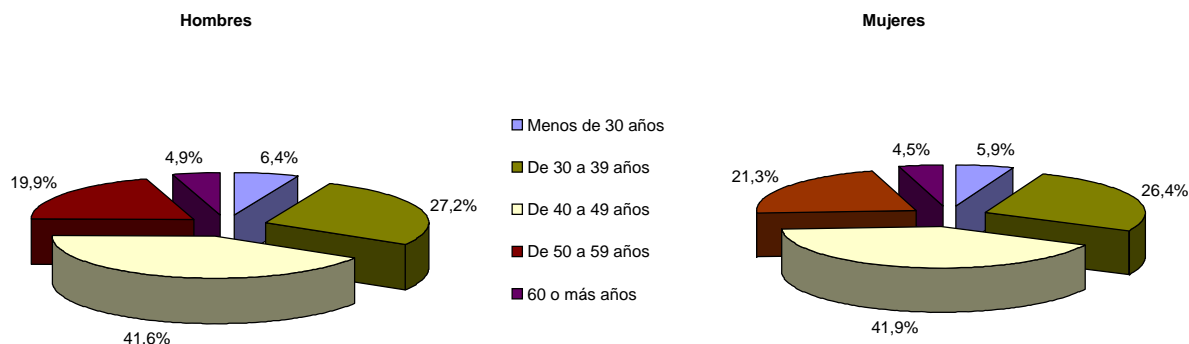 Hombres
Mujeres
Menos de 30 años
De 30 a 39 años
De 40 a 49 años
De 50 a 59 años
60 o más años
4,9%
6,4%
19,9%
27,2%
41,6%
4,5%
5,9%
21,3%
26,4%
41,9%